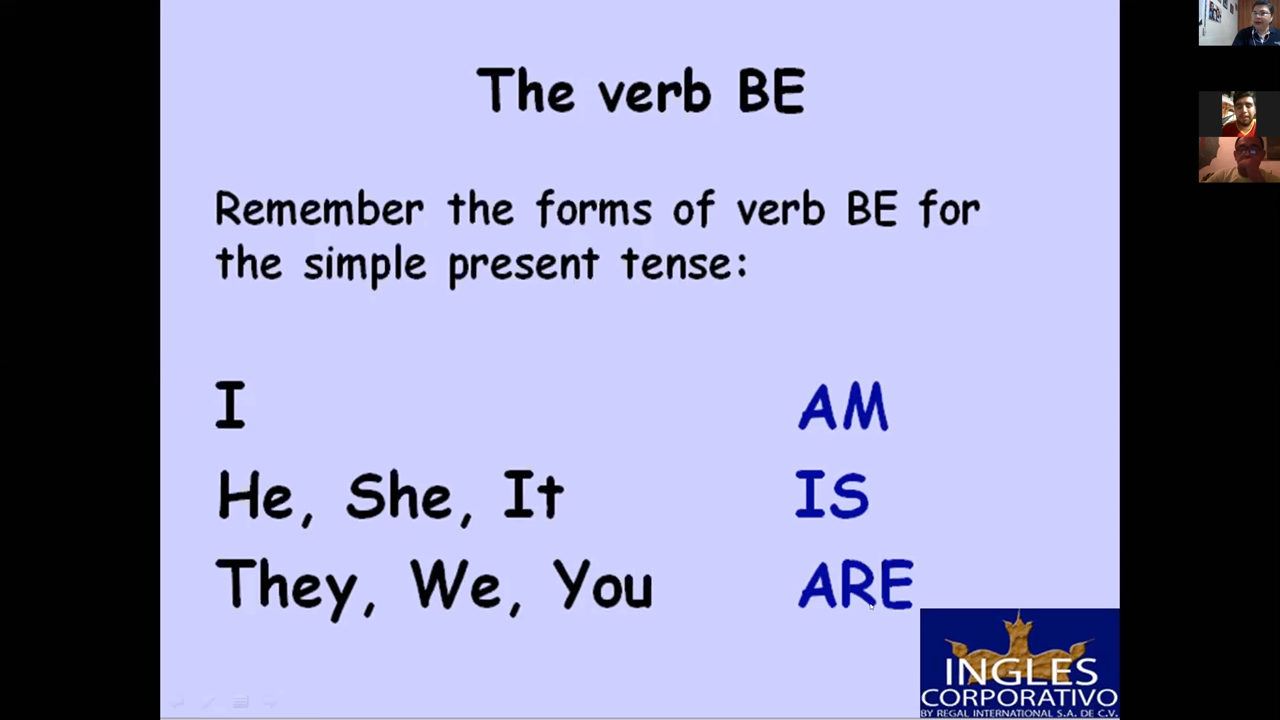 The verb BE
Remember the forms of verb BE for
the simple present tense:
I AM
He, She, It IS
They, We, You ARE
INGLES
CORPORATIVO
BY REGAL INTERNATIONAL S.A. DE C.V.